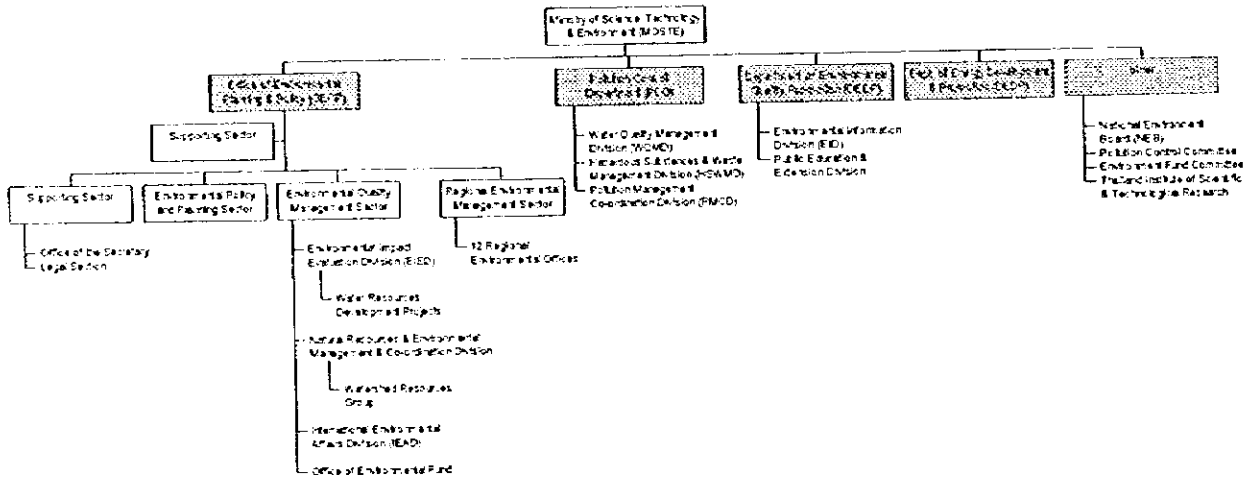 Ministry of Science Technology
& Environment (MOSTE)
Office of Environmental
Planning & Policy (OEPP)
Pollution Control
Department (PCD)
Department of Environmental
Quality Promotion (DEQP)
Dept. of Energy Development
& Promotion (DEDP)
Other
Supporting Sector
Water Quality Management
Division (WQMD)
Hazardous Substances & Waste
Management Division (HSWMD)
Pollution Management
Co-ordination Division (PMCD)
Environmental Information
Division (EID)
Public Education &
Extension Division
National Environment
Board (NEB)
Pollution Control Committee
Environment Fund Committee
Thailand Institute of Scientific
& Technological Research
Supporting Sector
Environmental Policy
and Planning Sector
Environmental Quality
Management Sector
Regional Environmental
Management Sector
Office of the Secretary
Legal Section
Environmental Impact
Evaluation Division (EIED)
12 Regional
Environmental Offices
Water Resources
Development Projects
Natural Resources & Environmental
Management & Co-ordination Division
Watershed Resources
Group
International Environmental
Affairs Division (IEAD)
Office of Environmental Fund